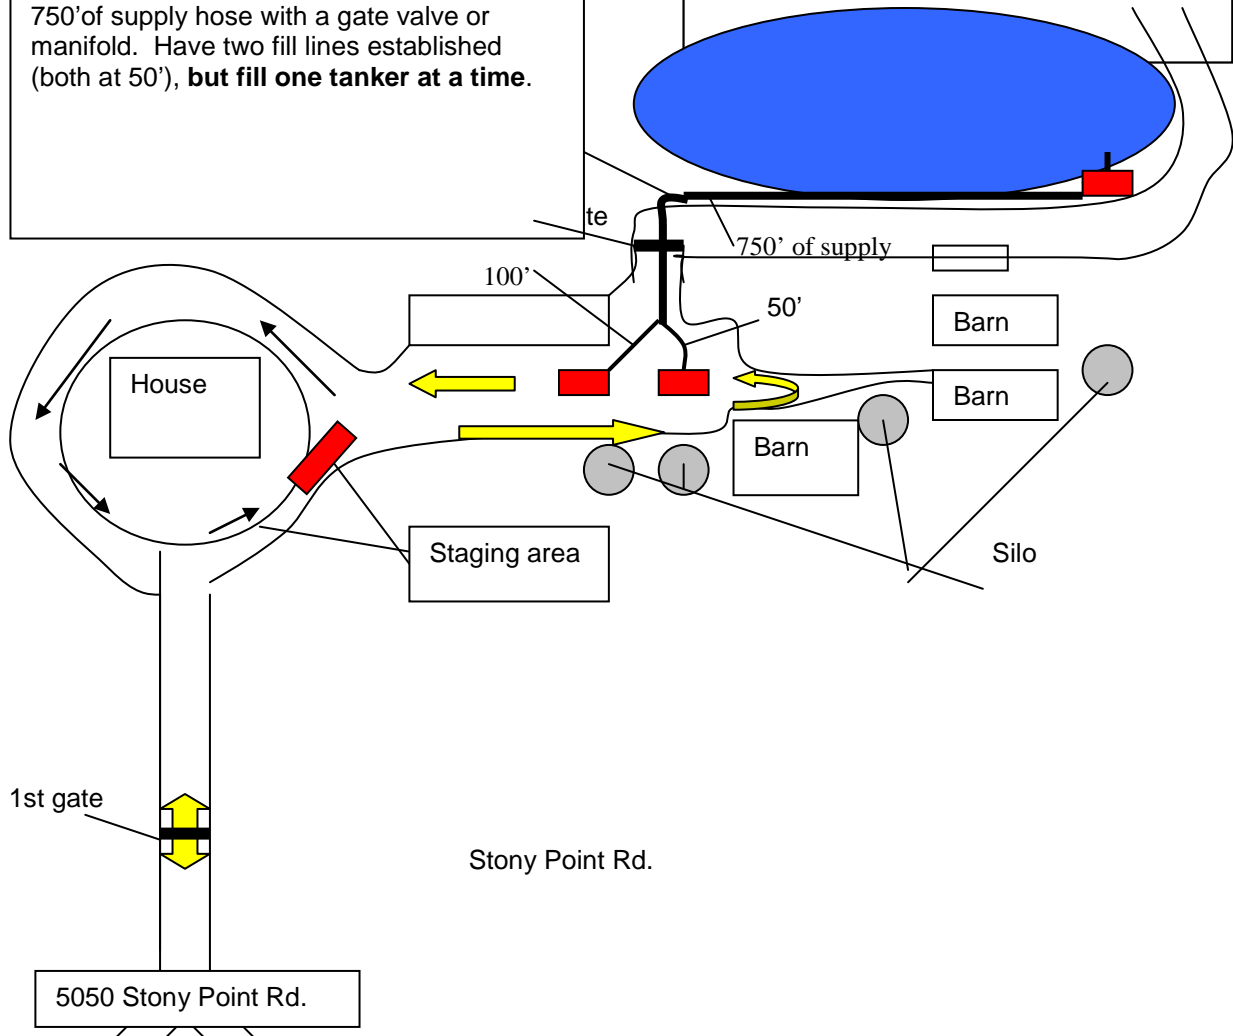 750’of supply hose with a gate valve or
manifold. Have two fill lines established
(both at 50’), but fill one tanker at a time.
te
750’ of supply
100’
50’
Barn
House
Barn
Barn
Staging area
Silo
1st gate
Stony Point Rd.
5050 Stony Point Rd.